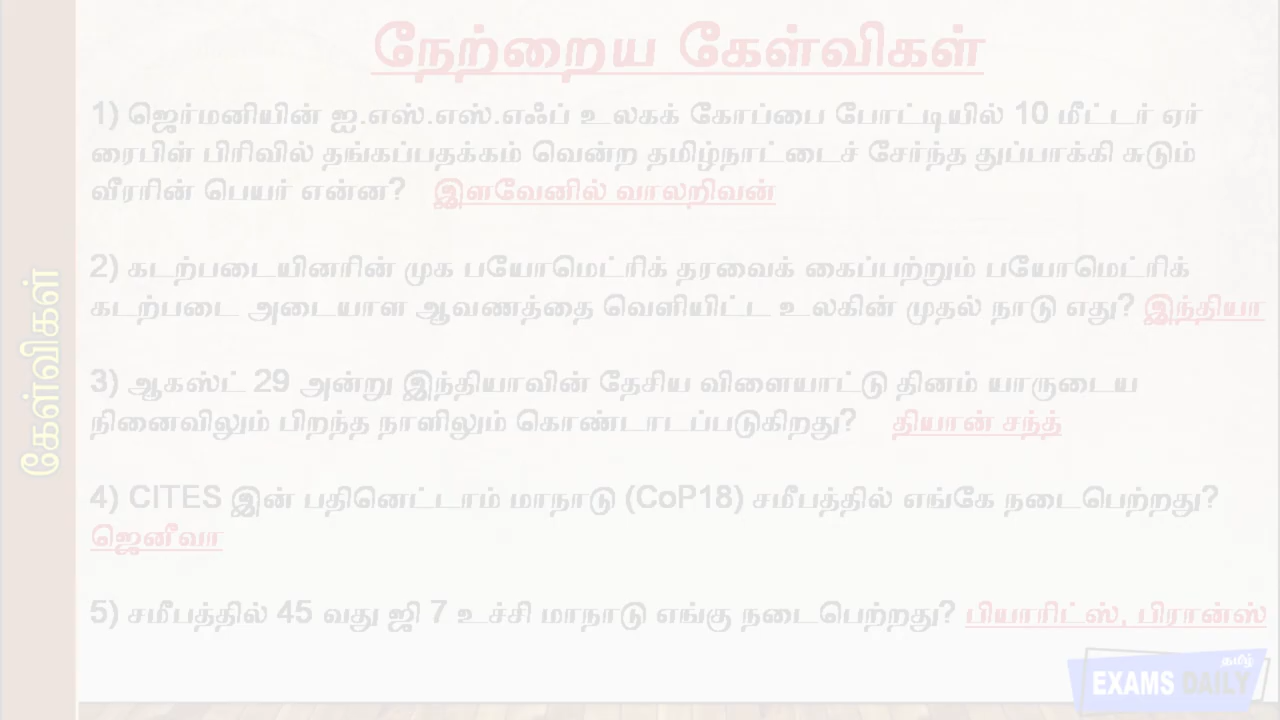 நேற்றைய கேள்விகள்
1) ஜெர்மனியின் ஐ.எஸ்.எஸ்.எஃப் உலகக் கோப்பை போட்டியில் 10 மீட்டர் ஏர்
ரைபிள் பிரிவில் தங்கப்பதக்கம் வென்ற தமிழ்நாட்டைச் சேர்ந்த துப்பாக்கி சுடும்
வீரரின் பெயர் என்ன? இளவேனில் வாலறிவன்
2) கடற்படையினரின் முக பயோமெட்ரிக் தரவைக் கைப்பற்றும் பயோமெட்ரிக்
கடற்படை அடையாள ஆவணத்தை வெளியிட்ட உலகின் முதல் நாடு எது? இந்தியா
3) ஆகஸ்ட் 29 அன்று இந்தியாவின் தேசிய விளையாட்டு தினம் யாருடைய
நினைவிலும் பிறந்த நாளிலும் கொண்டாடப்படுகிறது? தியான் சந்த்
4) CITES இன் பதினெட்டாம் மாநாடு (CoP18) சமீபத்தில் எங்கே நடைபெற்றது?
ஜெனீவா
5) சமீபத்தில் 45 வது ஜி 7 உச்சி மாநாடு எங்கு நடைபெற்றது? பியாரிட்ஸ், பிரான்ஸ்
கேள்விகள்
தமிழ்
EXAMS DAILY